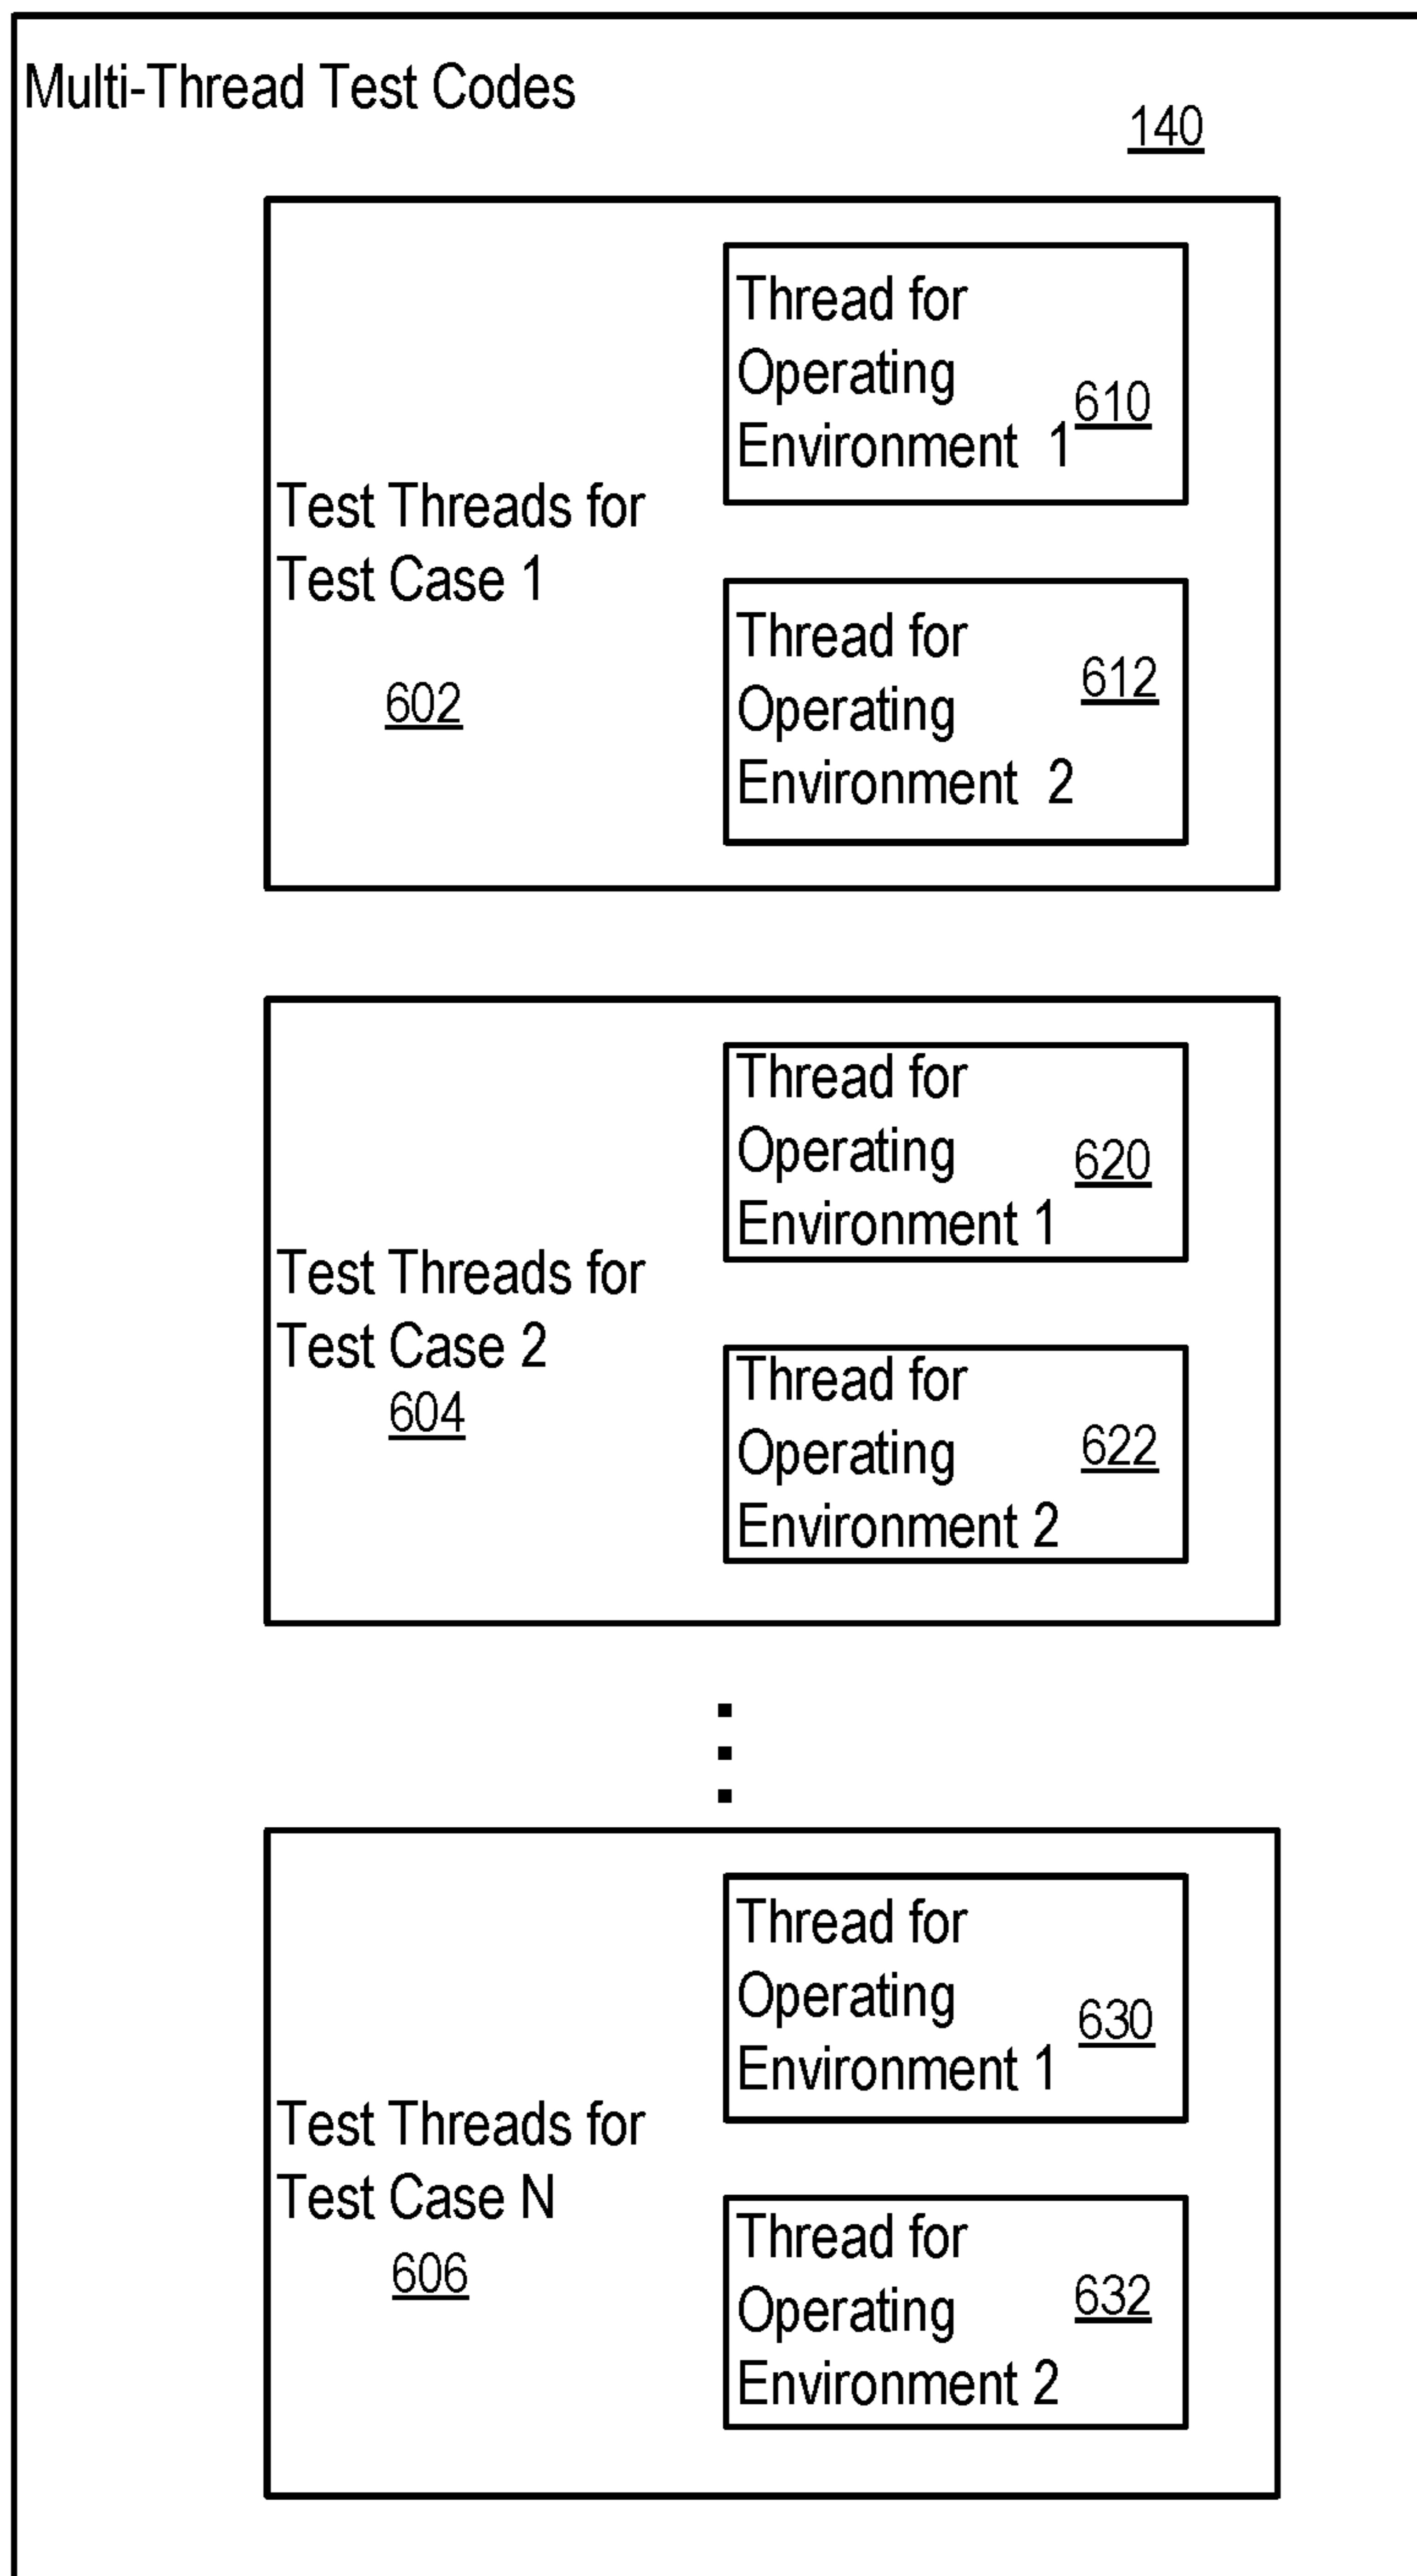 Multi-Thread Test Codes
140
Thread for
Operating
Environment 1
610
Test Threads for
Test Case 1
602
Thread for
Operating
Environment 2
612
Thread for
Operating
Environment 1
620
Test Threads for
Test Case 2
604
Thread for
Operating
Environment 2
622
Thread for
Operating
Environment 1
630
Test Threads for
Test Case N
606
Thread for
Operating
Environment 2
632